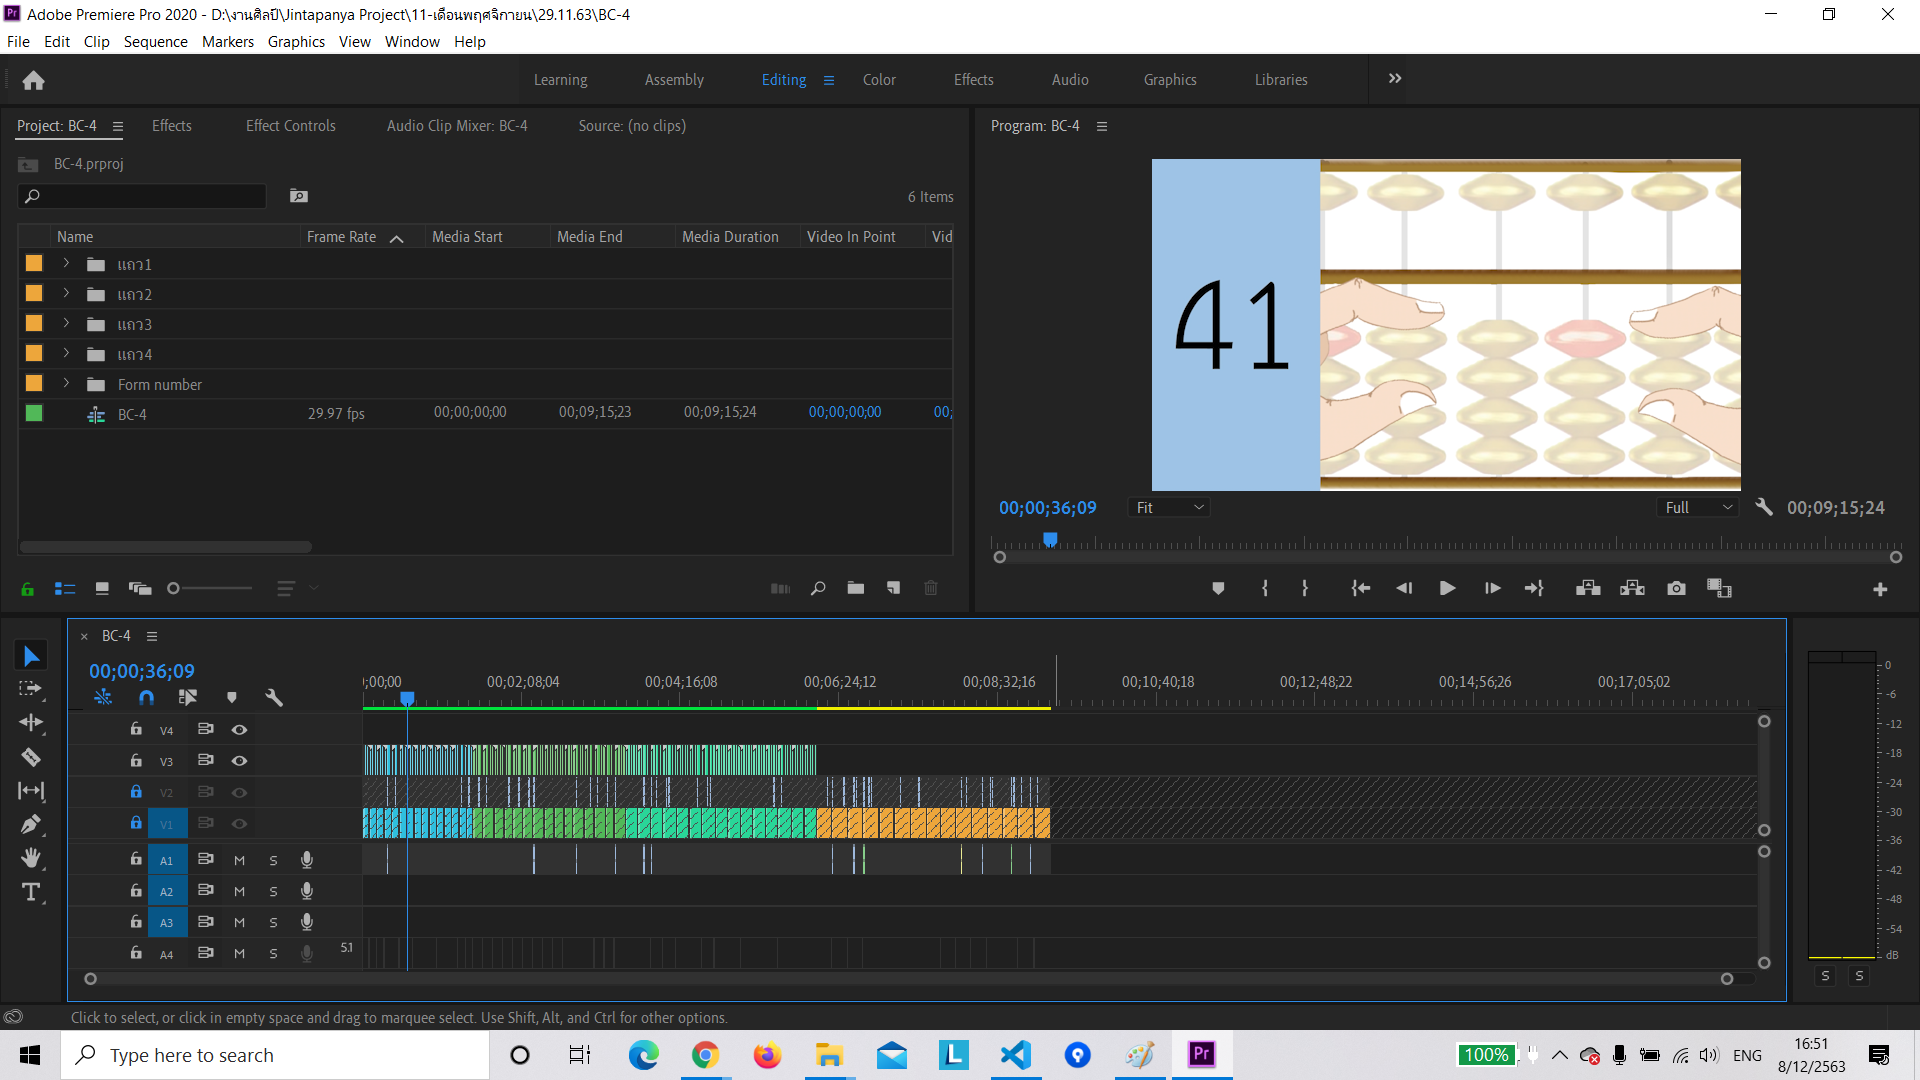 Adobe Premiere Pro 2020 - D:\งานศิลป์\Jintapanya Project\11-เดือนพฤศจิกายน\29.11.63\BC-4
File Edit Clip Sequence Markers Graphics View Window Help
Learning Assembly Editing Color Effects Audio Graphics Libraries
Project: BC-4 Effects Effect Controls Audio Clip Mixer: BC-4 Source: (no clips)
BC-4.prproj
6 Items
Name Frame Rate Media Start Media End Media Duration Video In Point Vid
แถว1
แถว2
แถว3
แถว4
Form number
BC-4 29.97 fps 00;00;00;00 00;09;15;23 00;09;15;24 00;00;00;00 00;
Program: BC-4
41
00;00;36;09 Fit Full 00;09;15;24
BC-4
00;00;36;09
;00;00 00;02;08;04 00;04;16;08 00;06;24;12 00;08;32;16 00;10;40;18 00;12;48;22 00;14;56;26 00;17;05;02
V4
V3
V2
V1
A1 M S
A2 M S
A3 M S
A4 M S 5.1
0
-6
-12
-18
-24
-30
-36
-42
-48
-54
dB
S S
Click to select, or click in empty space and drag to marquee select. Use Shift, Alt, and Ctrl for other options.
Type here to search
L
Pr
100%
ENG
16:51
8/12/2563